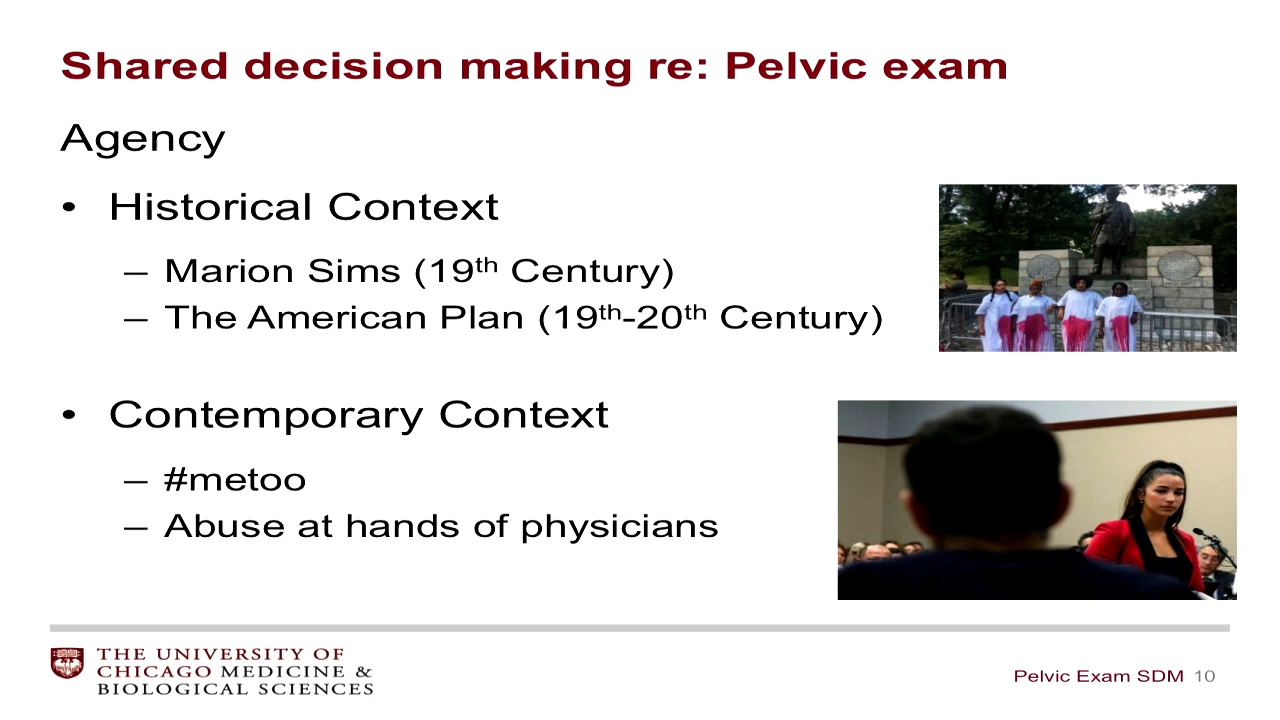 Shared decision making re: Pelvic exam
Agency
• Historical Context
– Marion Sims (19th Century)
– The American Plan (19th-20th Century)
• Contemporary Context
– #metoo
– Abuse at hands of physicians
THE UNIVERSITY OF
CHICAGO MEDICINE &
BIOLOGICAL SCIENCES
Pelvic Exam SDM 10